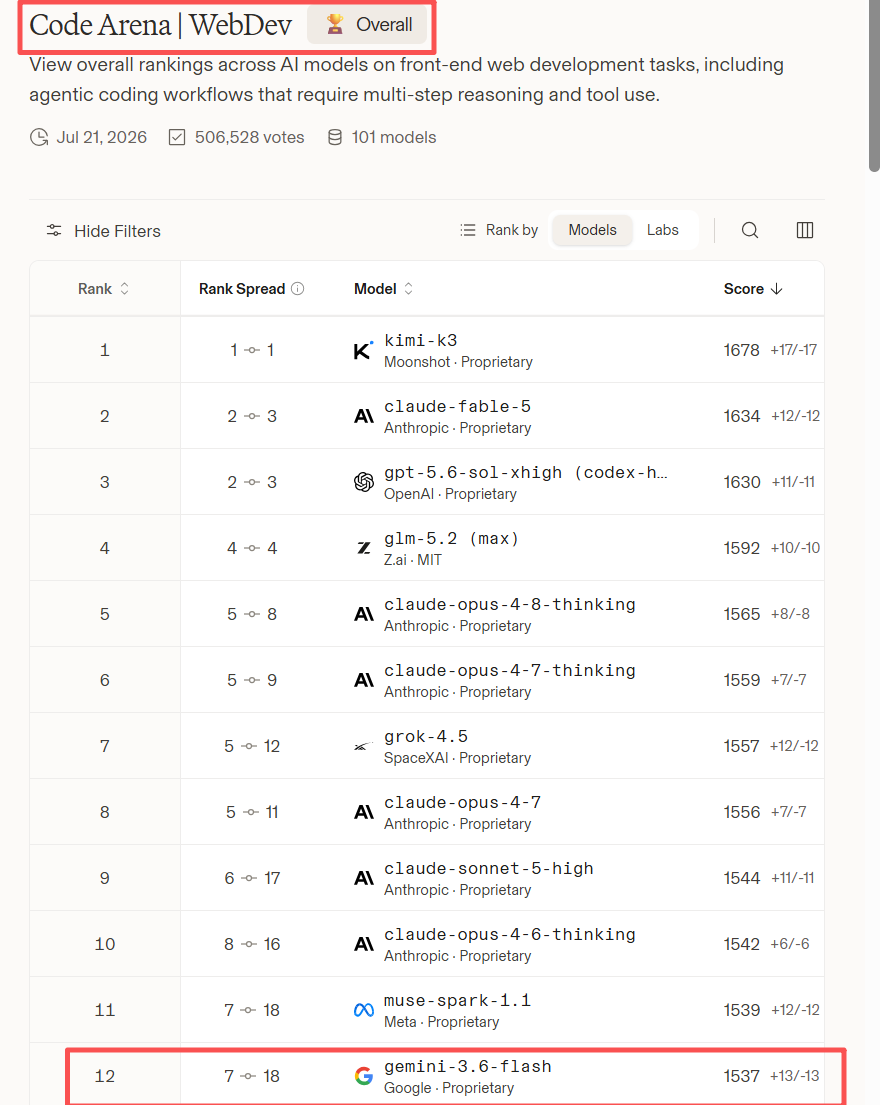 Code Arena | WebDev 🏆 Overall
View overall rankings across AI models on front-end web development tasks, including
agentic coding workflows that require multi-step reasoning and tool use.
Jul 21, 2026 506,528 votes 101 models
Hide Filters Rank by Models Labs
Rank Rank Spread Model Score
1 1 1 kimi-k3 1678 +17/-17
Moonshot · Proprietary
2 2 3 claude-fable-5 1634 +12/-12
Anthropic · Proprietary
3 2 3 gpt-5.6-sol-xhigh (codex-h… 1630 +11/-11
OpenAI · Proprietary
4 4 4 glm-5.2 (max) 1592 +10/-10
Z.ai · MIT
5 5 8 claude-opus-4-8-thinking 1565 +8/-8
Anthropic · Proprietary
6 5 9 claude-opus-4-7-thinking 1559 +7/-7
Anthropic · Proprietary
7 5 12 grok-4.5 1557 +12/-12
SpaceXAI · Proprietary
8 5 11 claude-opus-4-7 1556 +7/-7
Anthropic · Proprietary
9 6 17 claude-sonnet-5-high 1544 +11/-11
Anthropic · Proprietary
10 8 16 claude-opus-4-6-thinking 1542 +6/-6
Anthropic · Proprietary
11 7 18 muse-spark-1.1 1539 +12/-12
Meta · Proprietary
12 7 18 gemini-3.6-flash 1537 +13/-13
Google · Proprietary